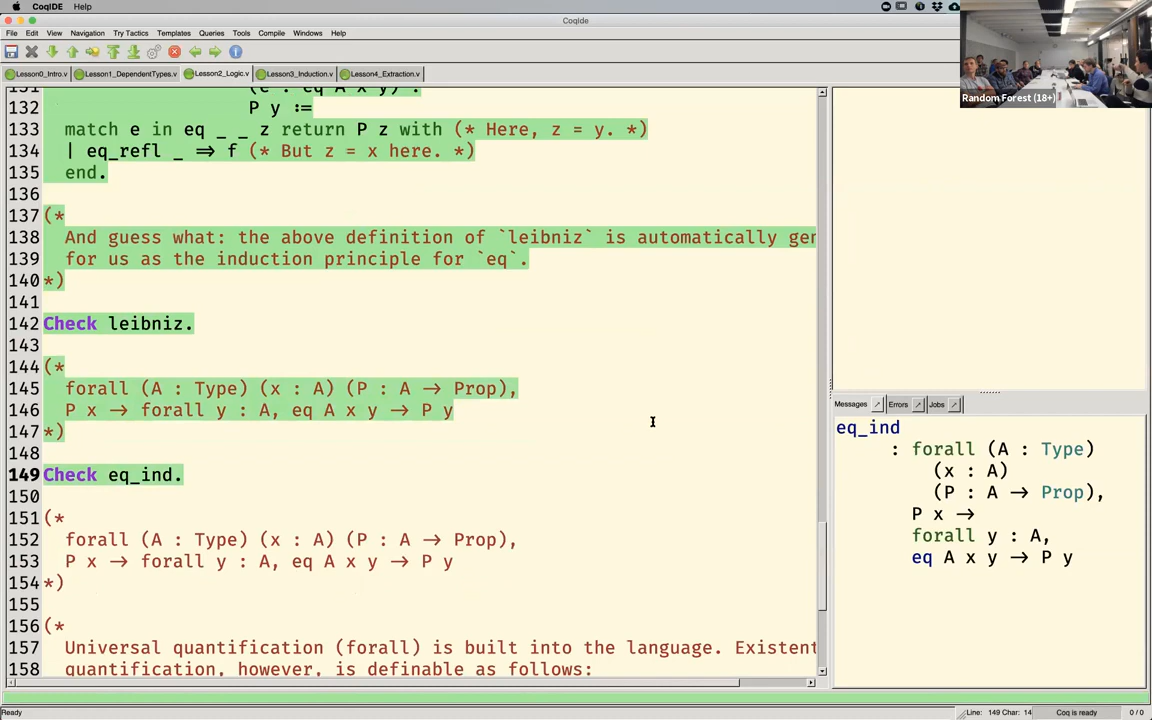 CoqIDE Help
CoqIde
File Edit View Navigation Try Tactics Templates Queries Tools Compile Windows Help
Lesson0_Intro.v Lesson1_DependentTypes.v Lesson2_Logic.v Lesson3_Induction.v Lesson4_Extraction.v
Random Forest (18+)
131 (e : eq A x y) :
132 P y :=
133 match e in eq _ _ z return P z with (* Here, z = y. *)
134 | eq_refl _ ⇒ f (* But z = x here. *)
135 end.
136
137 (*
138 And guess what: the above definition of `leibniz` is automatically ger
139 for us as the induction principle for `eq`.
140 *)
141
142 Check leibniz.
143
144 (*
145 forall (A : Type) (x : A) (P : A → Prop),
146 P x → forall y : A, eq A x y → P y
147 *)
148
149 Check eq_ind.
150
151 (*
152 forall (A : Type) (x : A) (P : A → Prop),
153 P x → forall y : A, eq A x y → P y
154 *)
155
156 (*
157 Universal quantification (forall) is built into the language. Existent
158 quantification, however, is definable as follows:
Messages Errors Jobs
eq_ind
: forall (A : Type)
(x : A)
(P : A → Prop),
P x →
forall y : A,
eq A x y → P y
Ready
Line: 149 Char: 14 Coq is ready 0 / 0